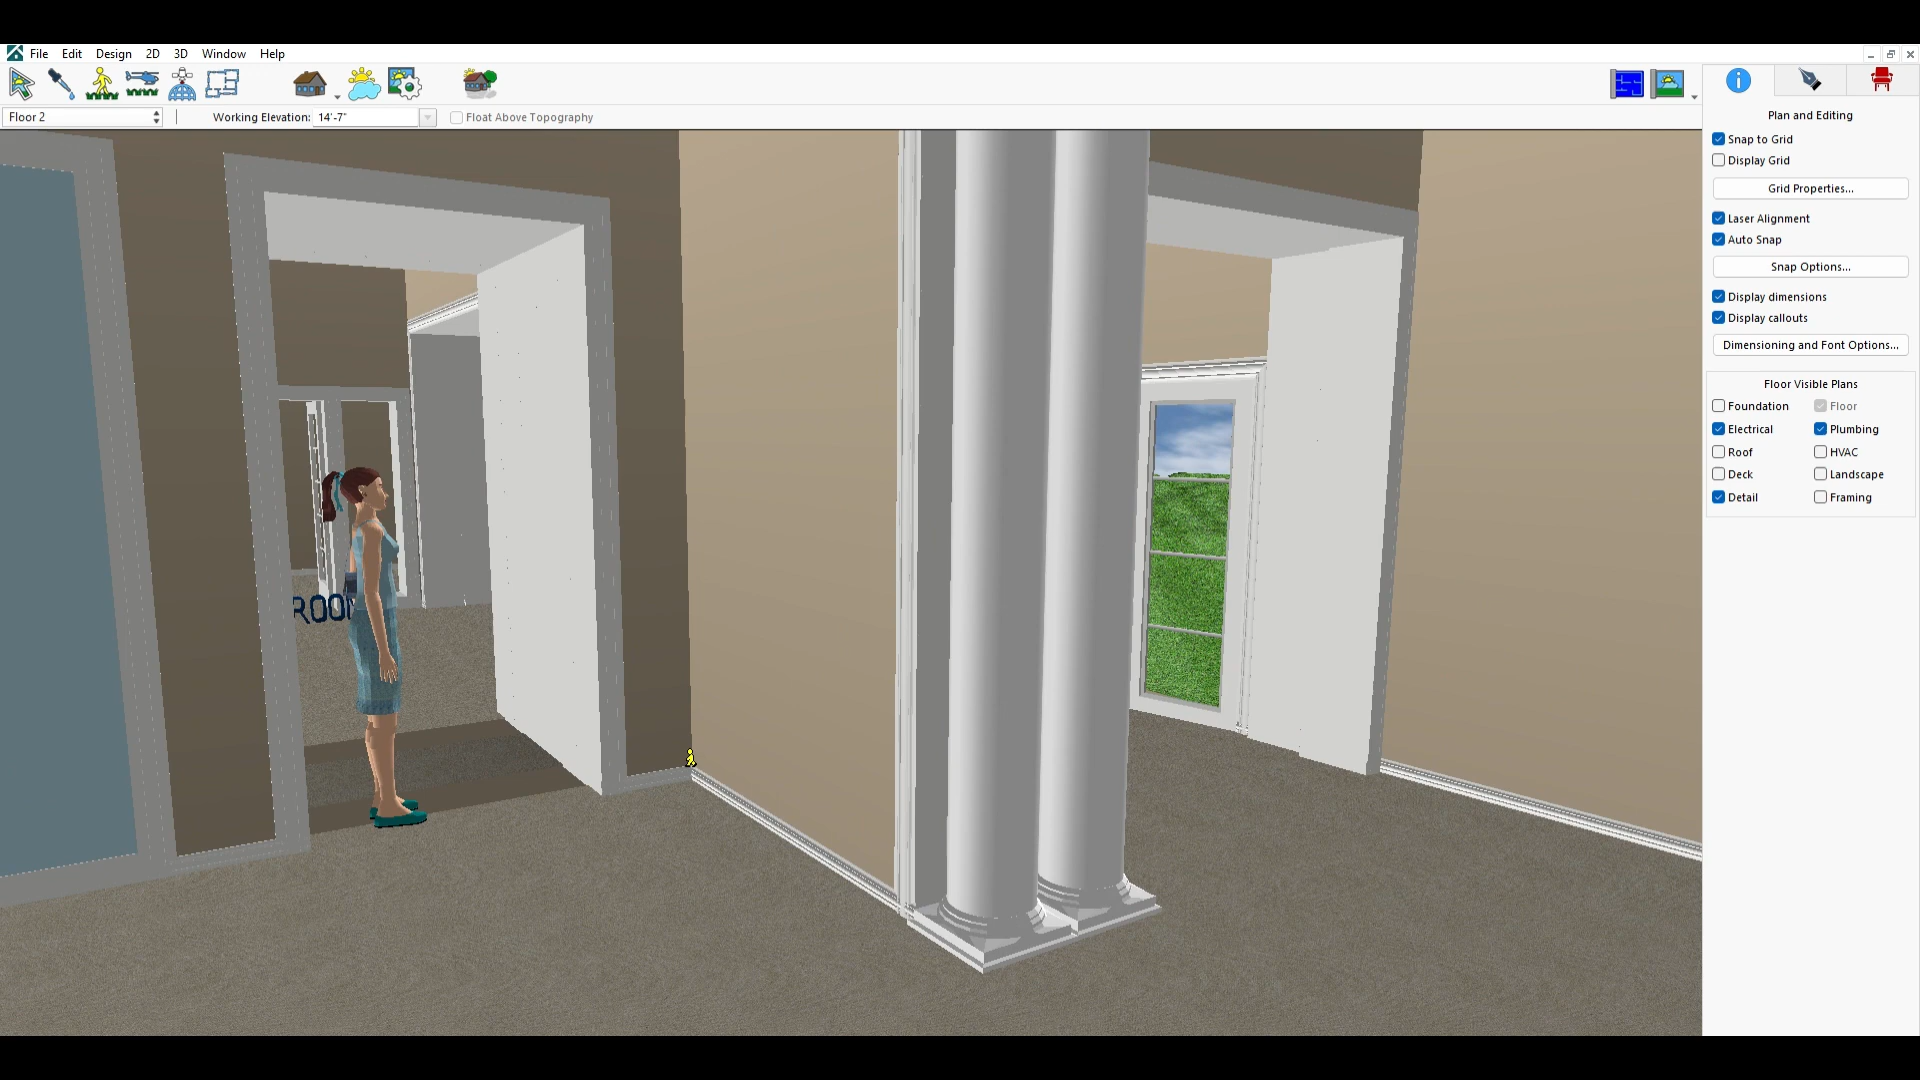 File Edit Design 2D 3D Window Help
Floor 2
Working Elevation: 14'-7"
Float Above Topography
Plan and Editing
Snap to Grid
Display Grid
Grid Properties...
Laser Alignment
Auto Snap
Snap Options...
Display dimensions
Display callouts
Dimensioning and Font Options...
Floor Visible Plans
Foundation Floor
Electrical Plumbing
Roof HVAC
Deck Landscape
Detail Framing